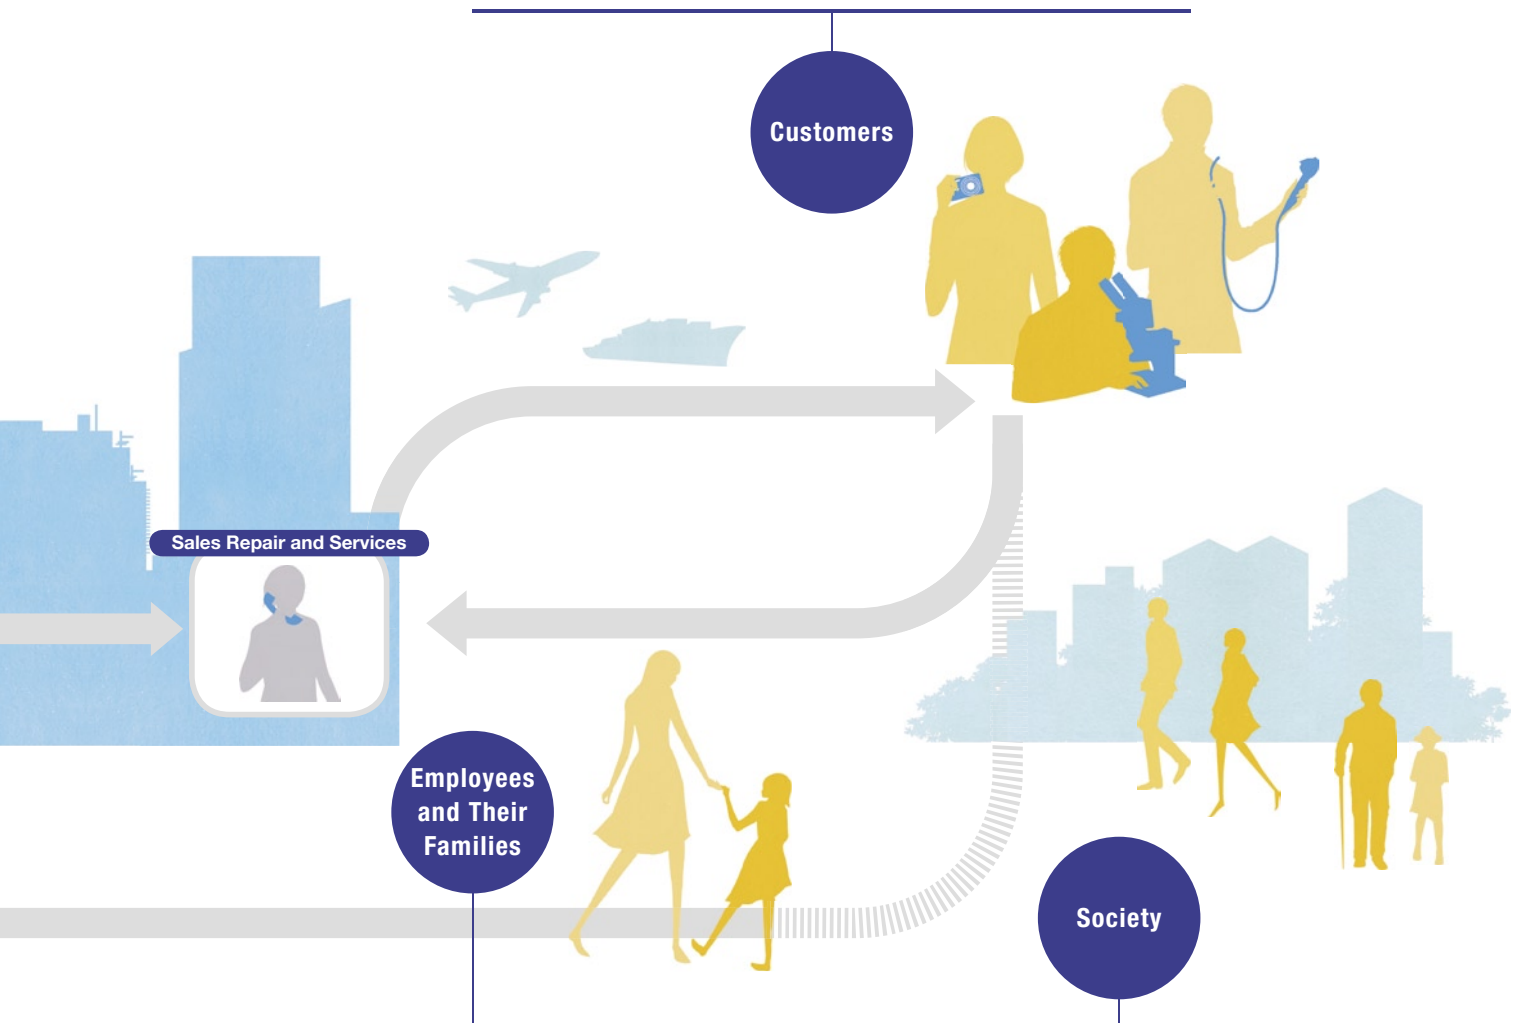 Customers
Sales Repair and Services
Employees
and Their
Families
Society